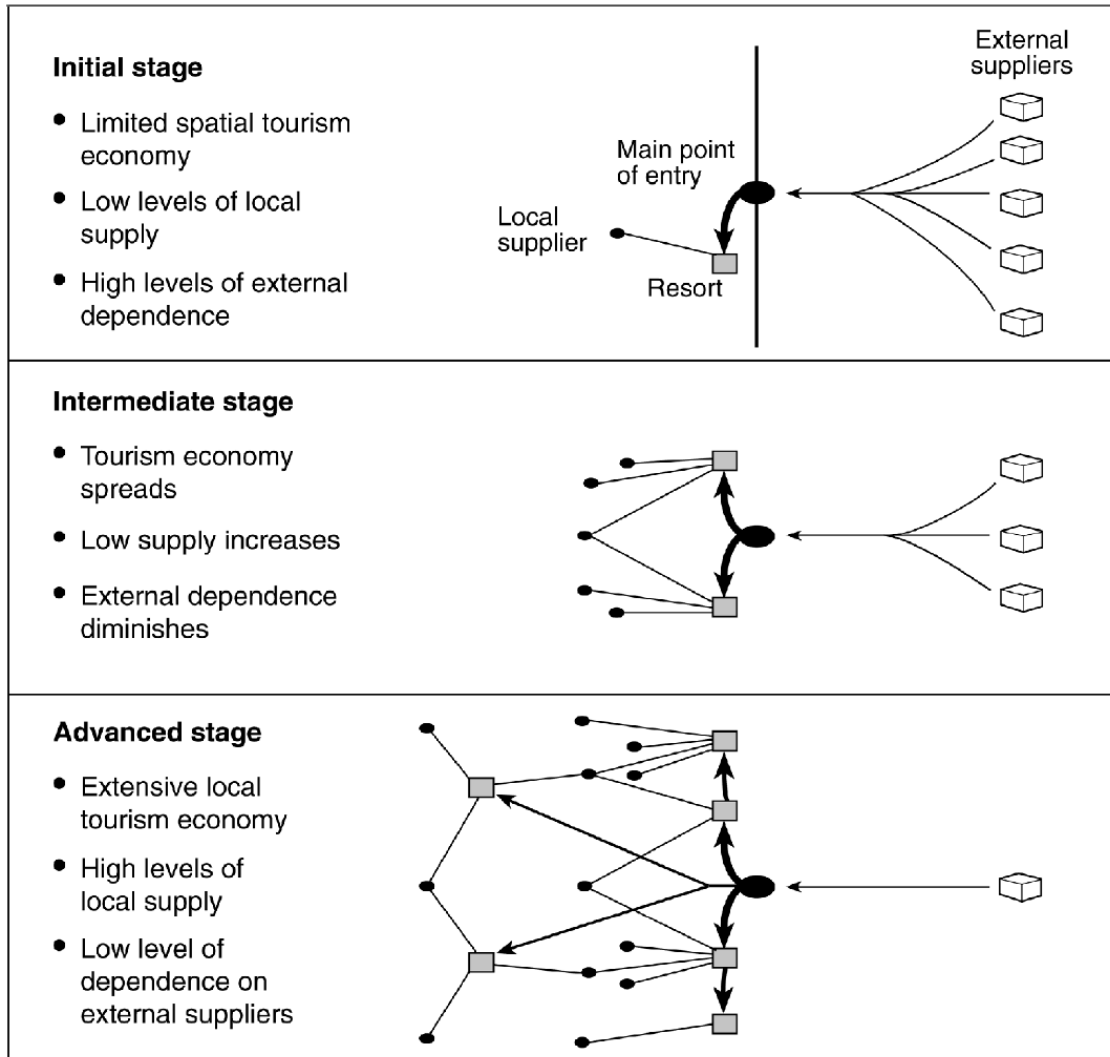 Initial stage
• Limited spatial tourism
economy
• Low levels of local
supply
• High levels of external
dependence
External
suppliers
Main point
of entry
Local
supplier
Resort
Intermediate stage
• Tourism economy
spreads
• Low supply increases
• External dependence
diminishes
Advanced stage
• Extensive local
tourism economy
• High levels of
local supply
• Low level of
dependence on
external suppliers